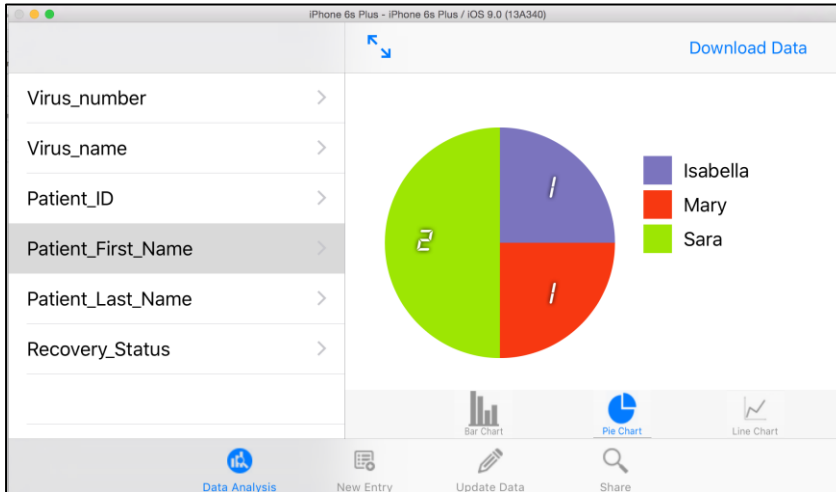 iPhone 6s Plus - iPhone 6s Plus / iOS 9.0 (13A340)
Download Data
Virus_number
Virus_name
Patient_ID
Patient_First_Name
Patient_Last_Name
Recovery_Status
1
2
1
Isabella
Mary
Sara
Bar Chart
Pie Chart
Line Chart
Data Analysis
New Entry
Update Data
Share